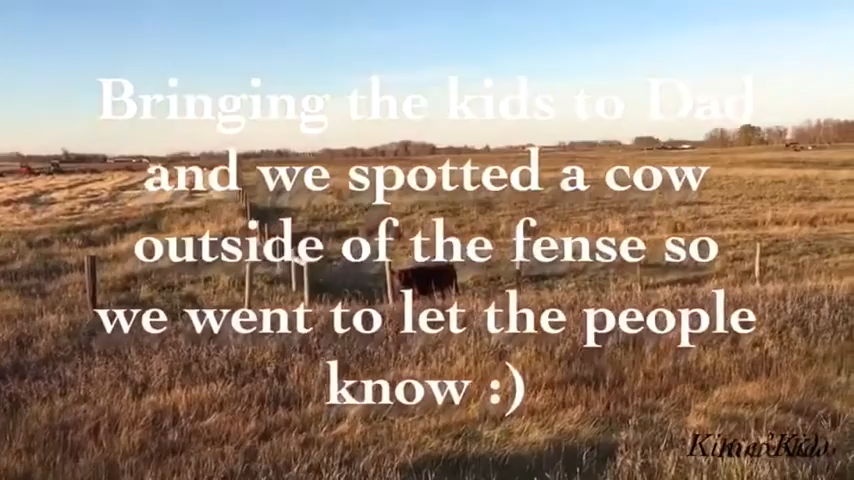 Bringing the kids to Dad
and we spotted a cow
outside of the fense so
we went to let the people
know :)